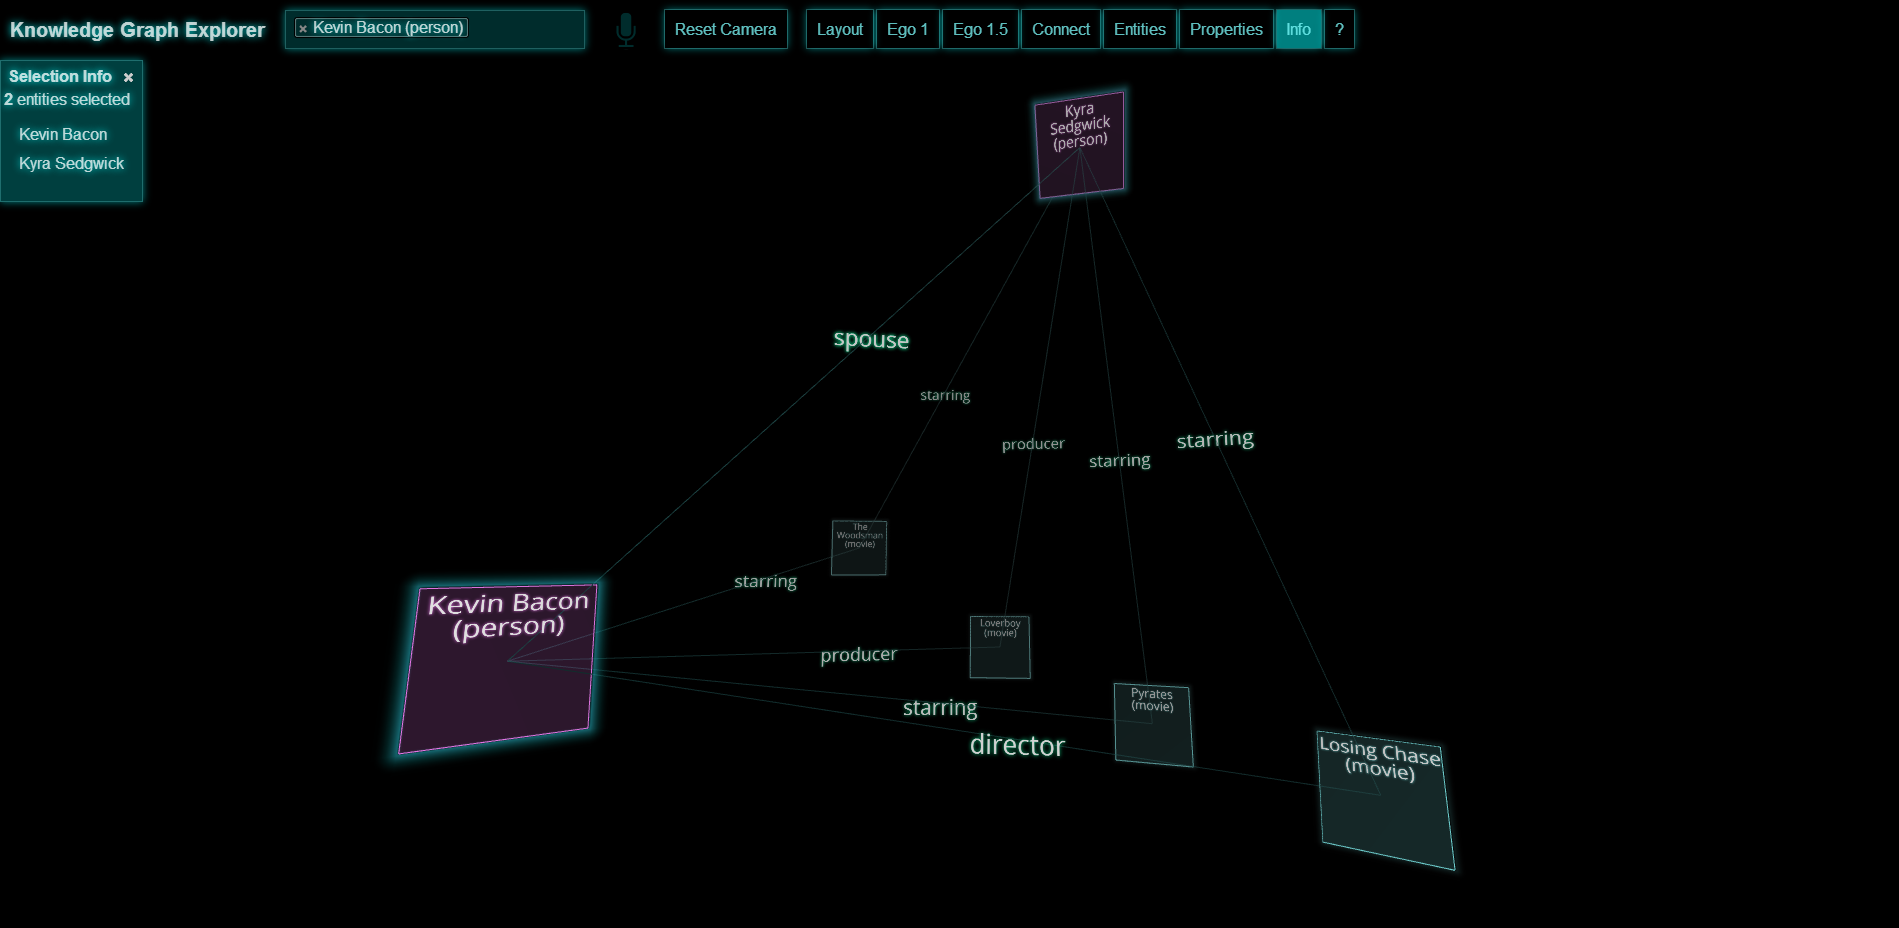 Knowledge Graph Explorer
× Kevin Bacon (person)
Reset Camera
Layout
Ego 1
Ego 1.5
Connect
Entities
Properties
Info
?
Selection Info ×
2 entities selected
Kevin Bacon
Kyra Sedgwick
Kyra
Sedgwick
(person)
spouse
starring
producer
starring
starring
The
Woodsman
(movie)
starring
Kevin Bacon
(person)
Loverboy
(movie)
producer
Pyrates
(movie)
starring
director
Losing Chase
(movie)